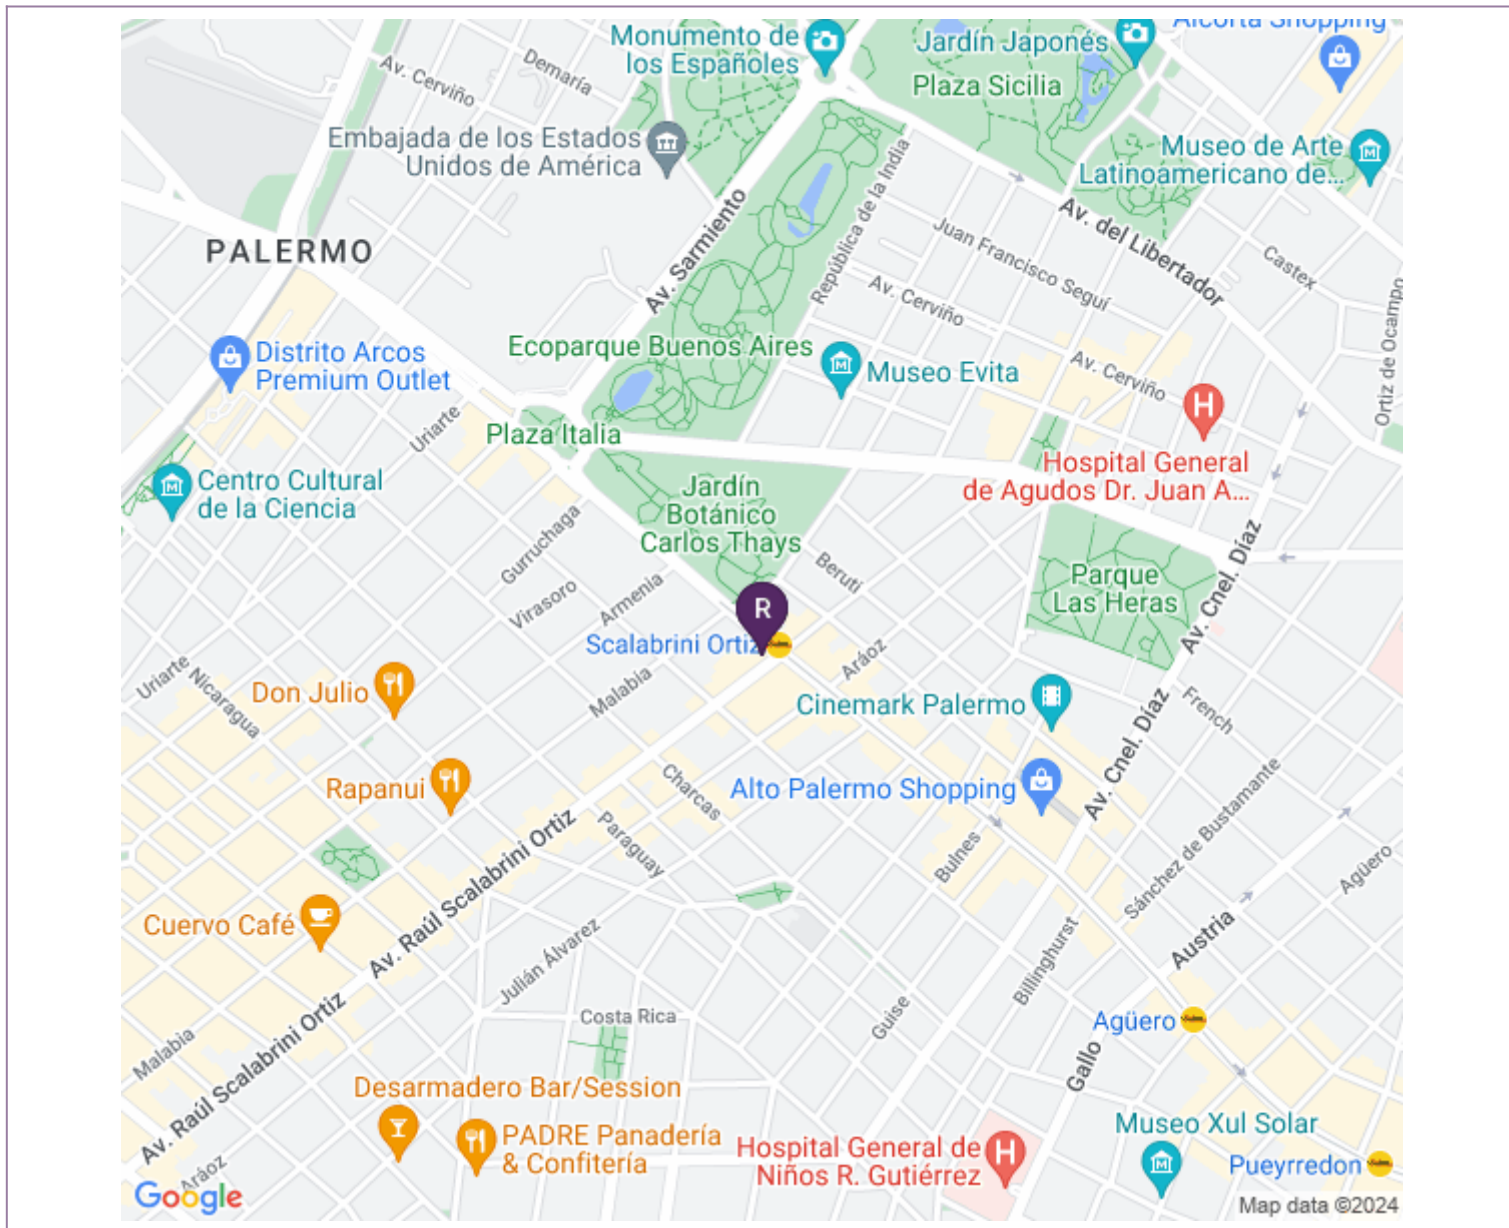 Alcorta Shopping
Monumento de
los Españoles
Jardín Japonés
Plaza Sicilia
Av. Cerviño
Demaría
Embajada de los Estados
Unidos de América
Museo de Arte
Latinoamericano de...
República de la India
Av. del Libertador
Juan Francisco Seguí
Castex
PALERMO
Av. Sarmiento
Av. Cerviño
Ortiz de Ocampo
Ecoparque Buenos Aires
Museo Evita
Av. Cerviño
Distrito Arcos
Premium Outlet
Uriarte
Plaza Italia
H
Hospital General
de Agudos Dr. Juan A...
Centro Cultural
de la Ciencia
Jardín
Botánico
Carlos Thays
Gurruchaga
Virasoro
Armenia
Beruti
Parque
Las Heras
Av. Cnel. Díaz
R
Scalabrini Ortiz
Aráoz
Uriarte
Nicaragua
Don Julio
Malabia
Cinemark Palermo
French
Av. Cnel. Díaz
Rapanui
Charcas
Alto Palermo Shopping
Paraguay
Bulnes
Sánchez de Bustamante
Agüero
Av. Raúl Scalabrini Ortiz
Cuervo Café
Julián Álvarez
Billinghurst
Austria
Costa Rica
Guise
Agüero
Gallo
Malabia
Av. Raúl Scalabrini Ortiz
Desarmadero Bar/Session
PADRE Panadería
& Confitería
Hospital General de
Niños R. Gutiérrez
H
Museo Xul Solar
Pueyrredon
Aráoz
Google
Map data ©2024